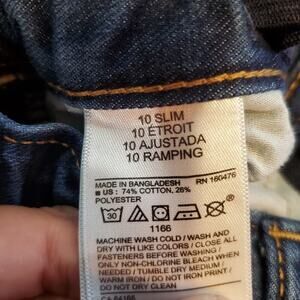 10 SLIM
10 ÉTROIT
10 AJUSTADA
10 RAMPING
MADE IN BANGLADESH RN 160476
US: 74% COTTON, 26%
POLYESTER
30
1166
MACHINE WASH COLD / WASH AND
DRY WITH LIKE COLORS / CLOSE ALL
FASTENERS BEFORE WASHING /
ONLY NON-CHLORINE BLEACH WHEN
NEEDED / TUMBLE DRY MEDIUM /
WARM IRON / DO NOT IRON PRINT /
DO NOT DRY CLEAN